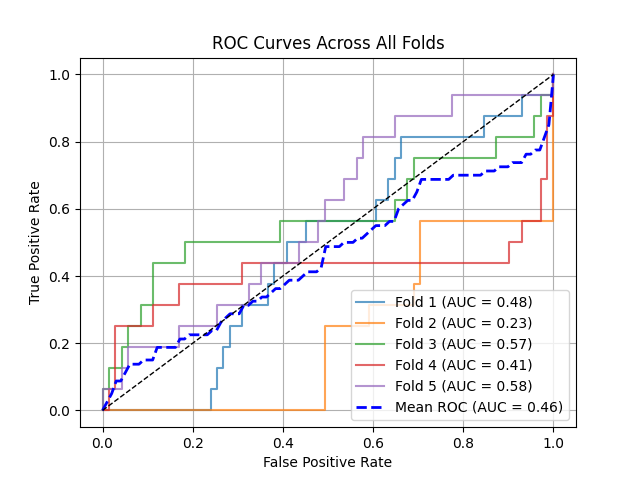 ROC Curves Across All Folds
True Positive Rate
1.0
0.8
0.6
0.4
0.2
0.0
Fold 1 (AUC = 0.48)
Fold 2 (AUC = 0.23)
Fold 3 (AUC = 0.57)
Fold 4 (AUC = 0.41)
Fold 5 (AUC = 0.58)
Mean ROC (AUC = 0.46)
0.0 0.2 0.4 0.6 0.8 1.0
False Positive Rate